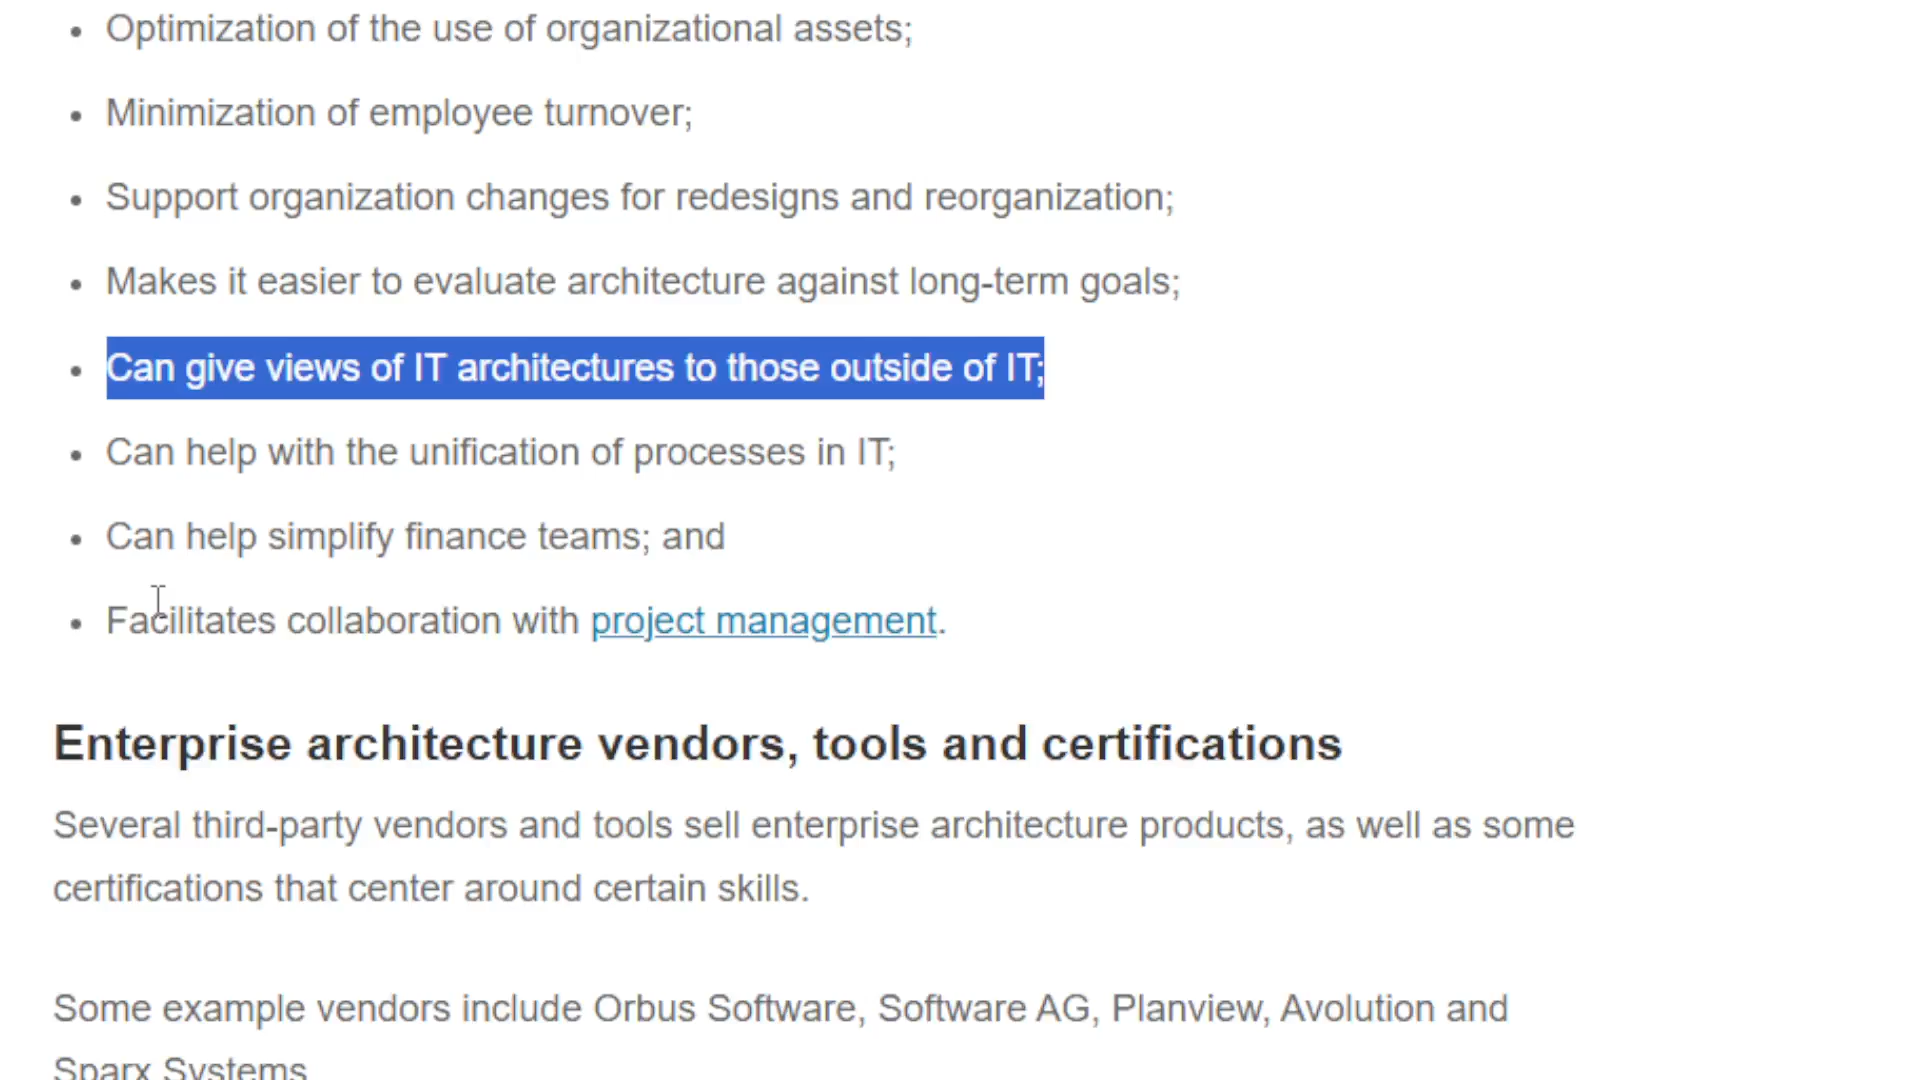 Optimization of the use of organizational assets;
Minimization of employee turnover;
Support organization changes for redesigns and reorganization;
Makes it easier to evaluate architecture against long-term goals;
Can give views of IT architectures to those outside of IT;
Can help with the unification of processes in IT;
Can help simplify finance teams; and
Facilitates collaboration with project management.
Enterprise architecture vendors, tools and certifications
Several third-party vendors and tools sell enterprise architecture products, as well as some
certifications that center around certain skills.
Some example vendors include Orbus Software, Software AG, Planview, Avolution and
Sparx Systems